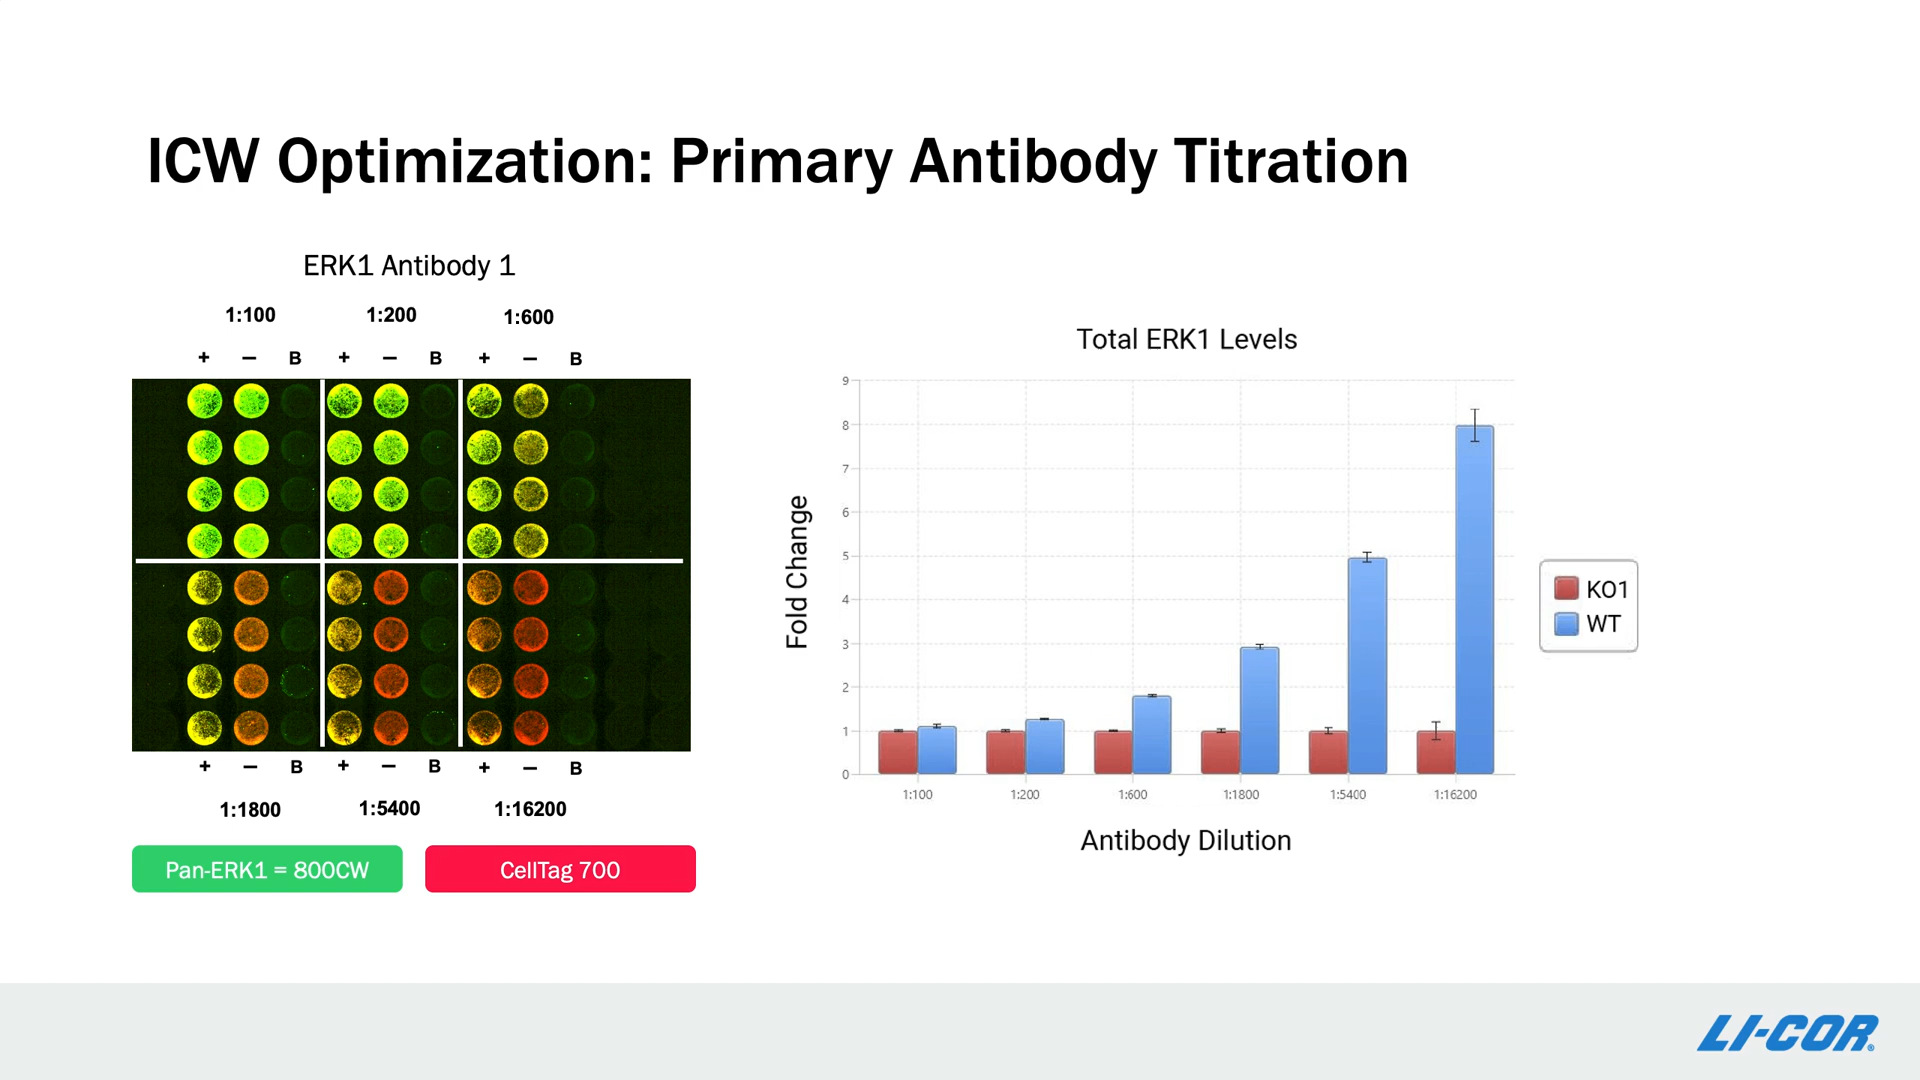 ICW Optimization: Primary Antibody Titration
ERK1 Antibody 1
1:100 1:200 1:600
+ – B + – B + – B
+ – B + – B + – B
1:1800 1:5400 1:16200
Pan-ERK1 = 800CW
CellTag 700
Total ERK1 Levels
Fold Change
9
8
7
6
5
4
3
2
1
0
1:100 1:200 1:600 1:1800 1:5400 1:16200
Antibody Dilution
KO1
WT
LI-COR®